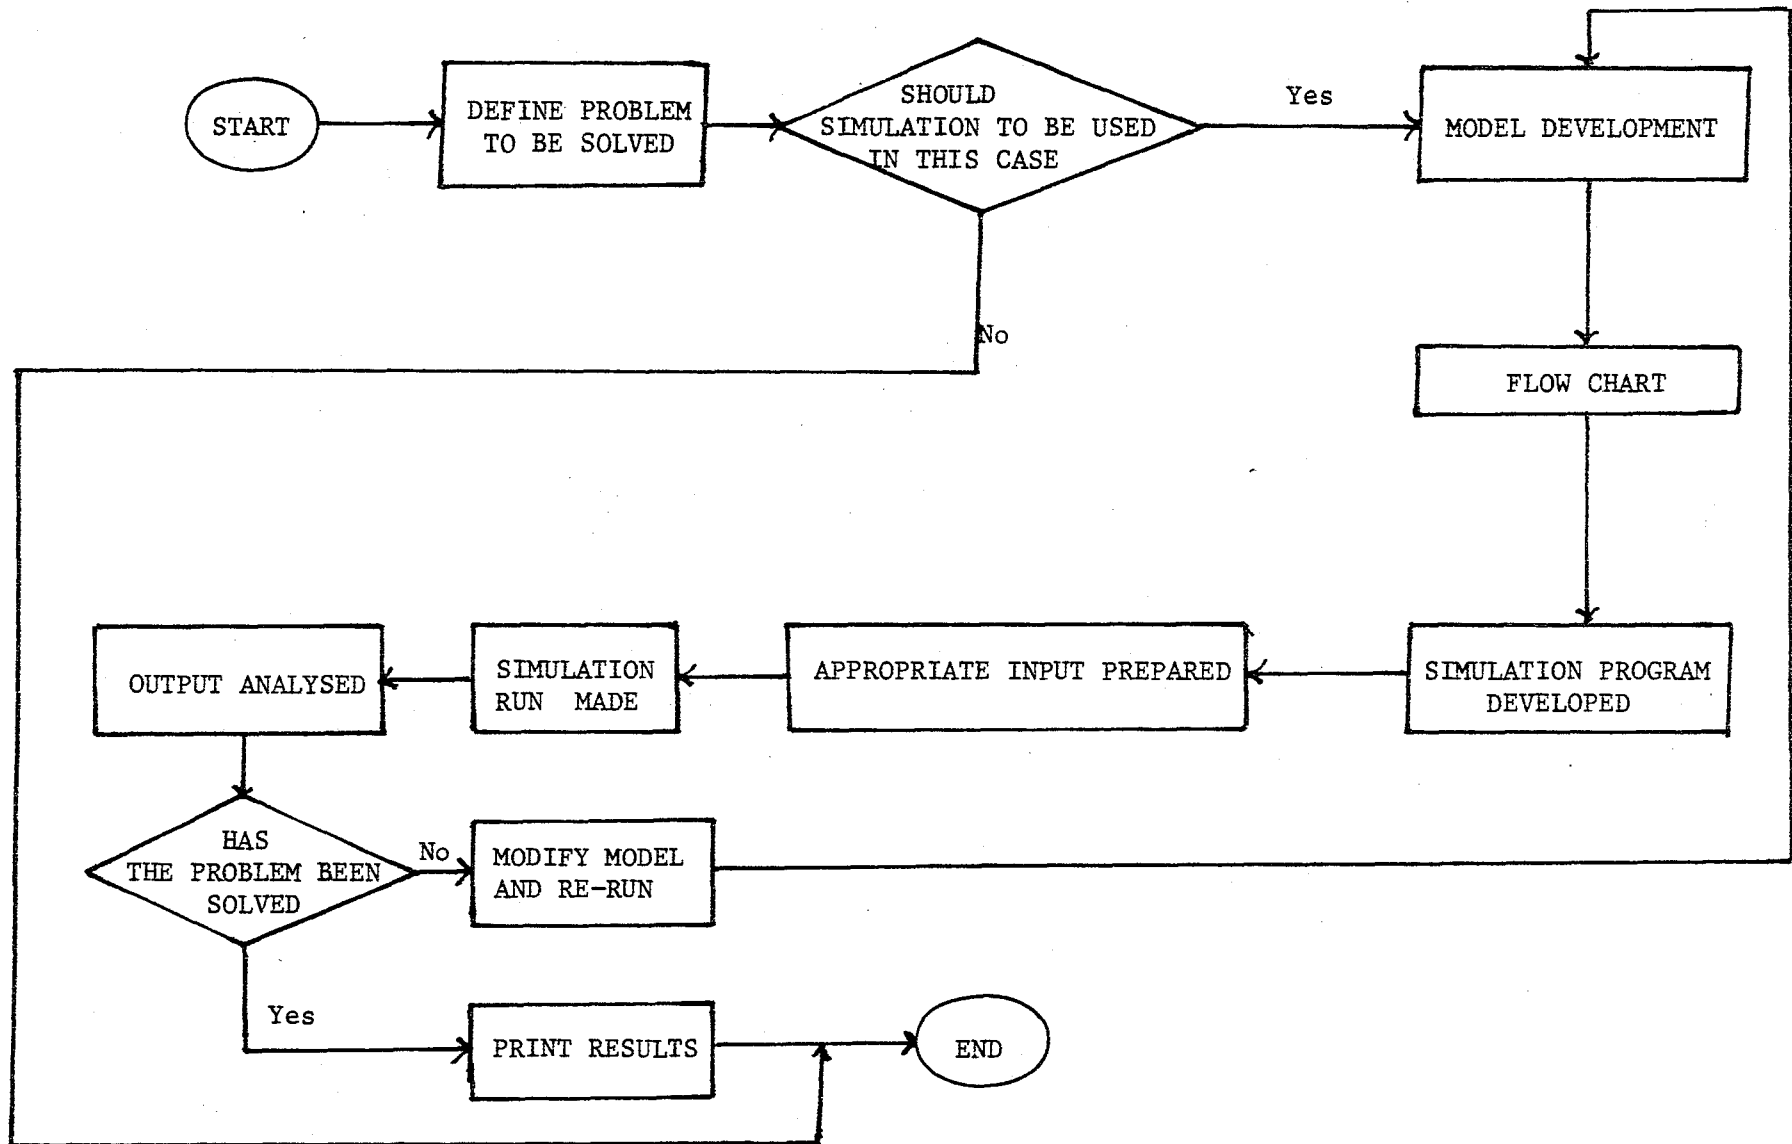 START
DEFINE PROBLEM
TO BE SOLVED
SHOULD
SIMULATION TO BE USED
IN THIS CASE
Yes
MODEL DEVELOPMENT
No
FLOW CHART
OUTPUT ANALYSED
SIMULATION
RUN MADE
APPROPRIATE INPUT PREPARED
SIMULATION PROGRAM
DEVELOPED
HAS
THE PROBLEM BEEN
SOLVED
No
MODIFY MODEL
AND RE-RUN
Yes
PRINT RESULTS
END